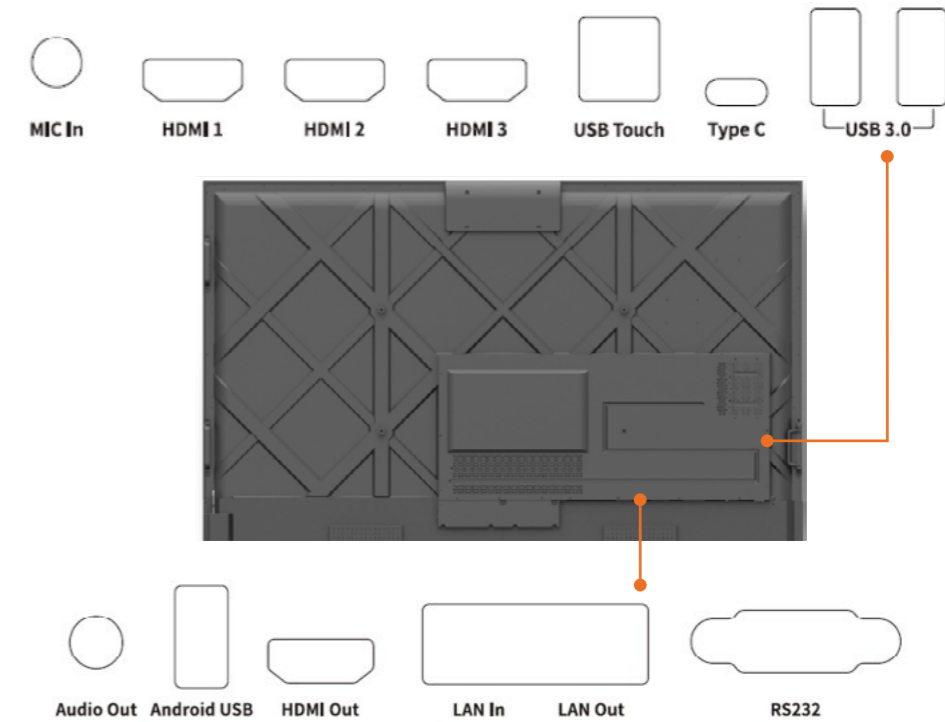 MIC In HDMI 1 HDMI 2 HDMI 3 USB Touch Type C USB 3.0
Audio Out Android USB HDMI Out LAN In LAN Out RS232